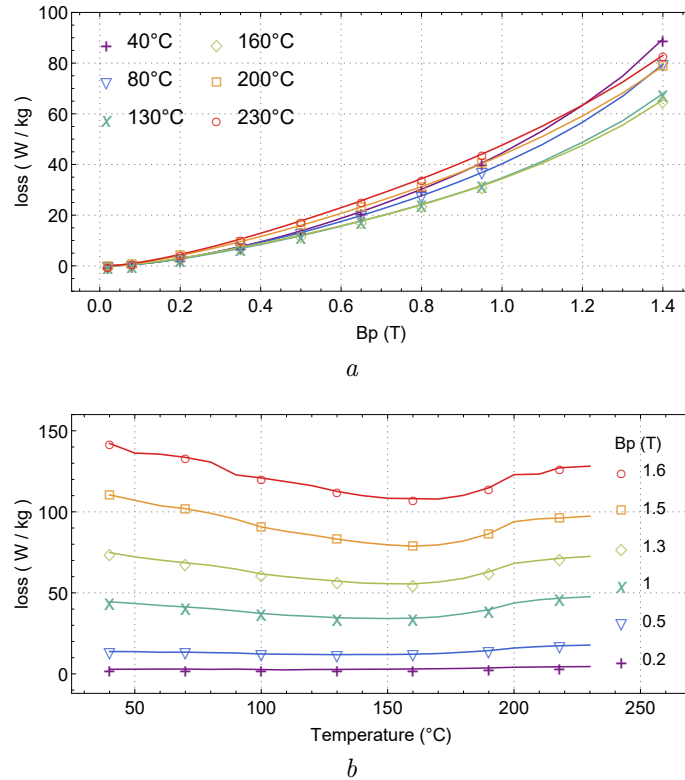 100
80
60
40
20
0
loss ( W / kg )
40°C 160°C
80°C 200°C
130°C 230°C
0.0 0.2 0.4 0.6 0.8 1.0 1.2 1.4
Bp (T)
a
150
100
50
0
loss ( W / kg )
Bp (T)
1.6
1.5
1.3
1
0.5
0.2
50 100 150 200 250
Temperature (°C)
b